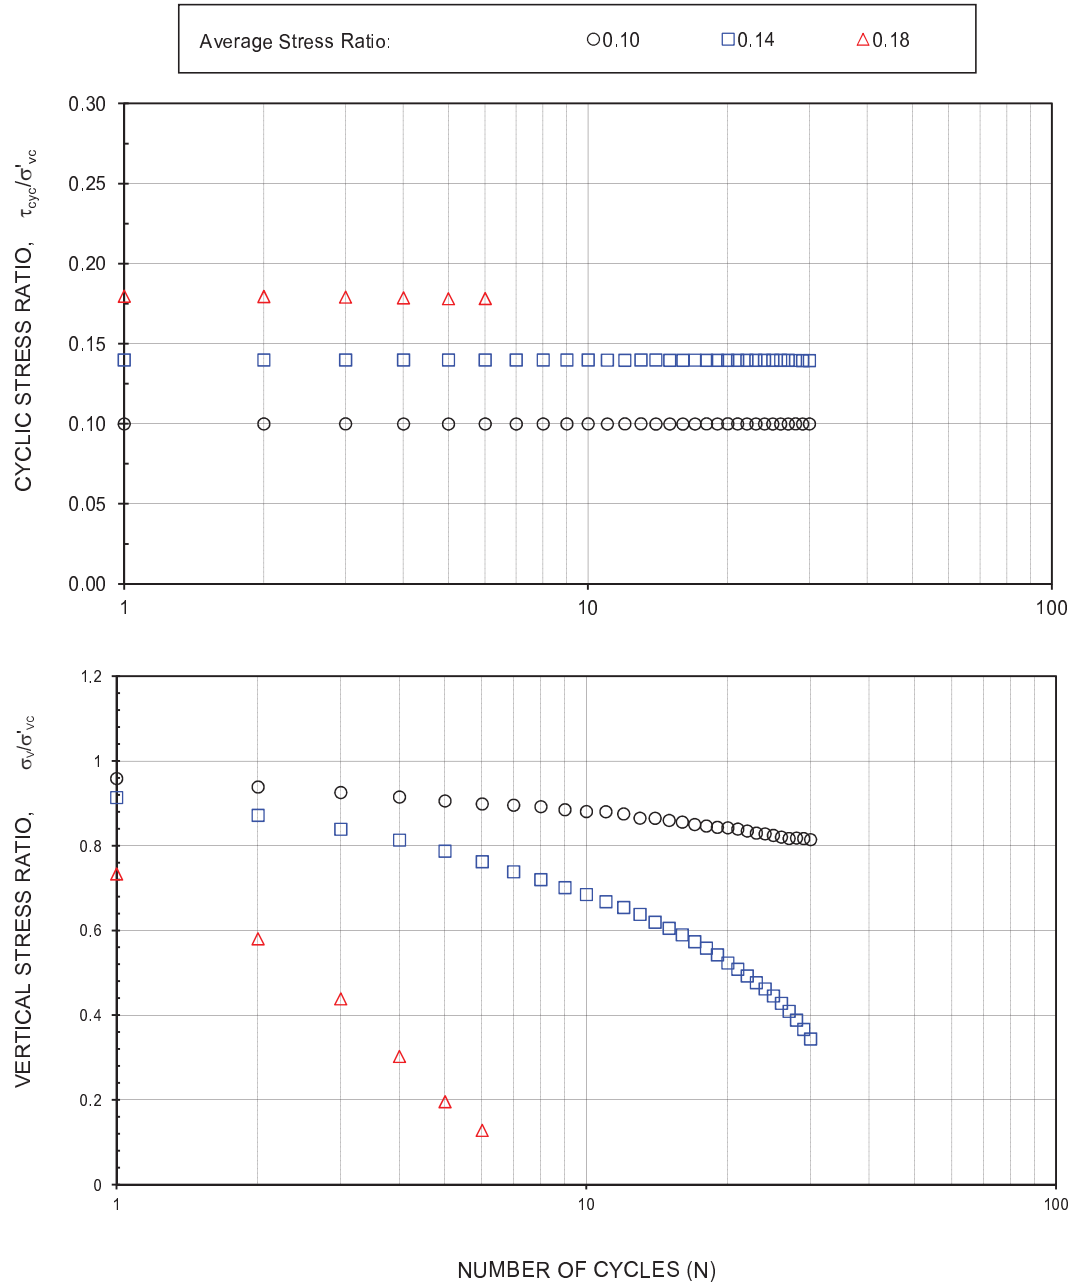 Average Stress Ratio: 0.10 0.14 0.18
CYCLIC STRESS RATIO, τcyc/σ'vc
0.30
0.25
0.20
0.15
0.10
0.05
0.00
1 10 100
VERTICAL STRESS RATIO, σv/σ'vc
1.2
1
0.8
0.6
0.4
0.2
0
1 10 100
NUMBER OF CYCLES (N)